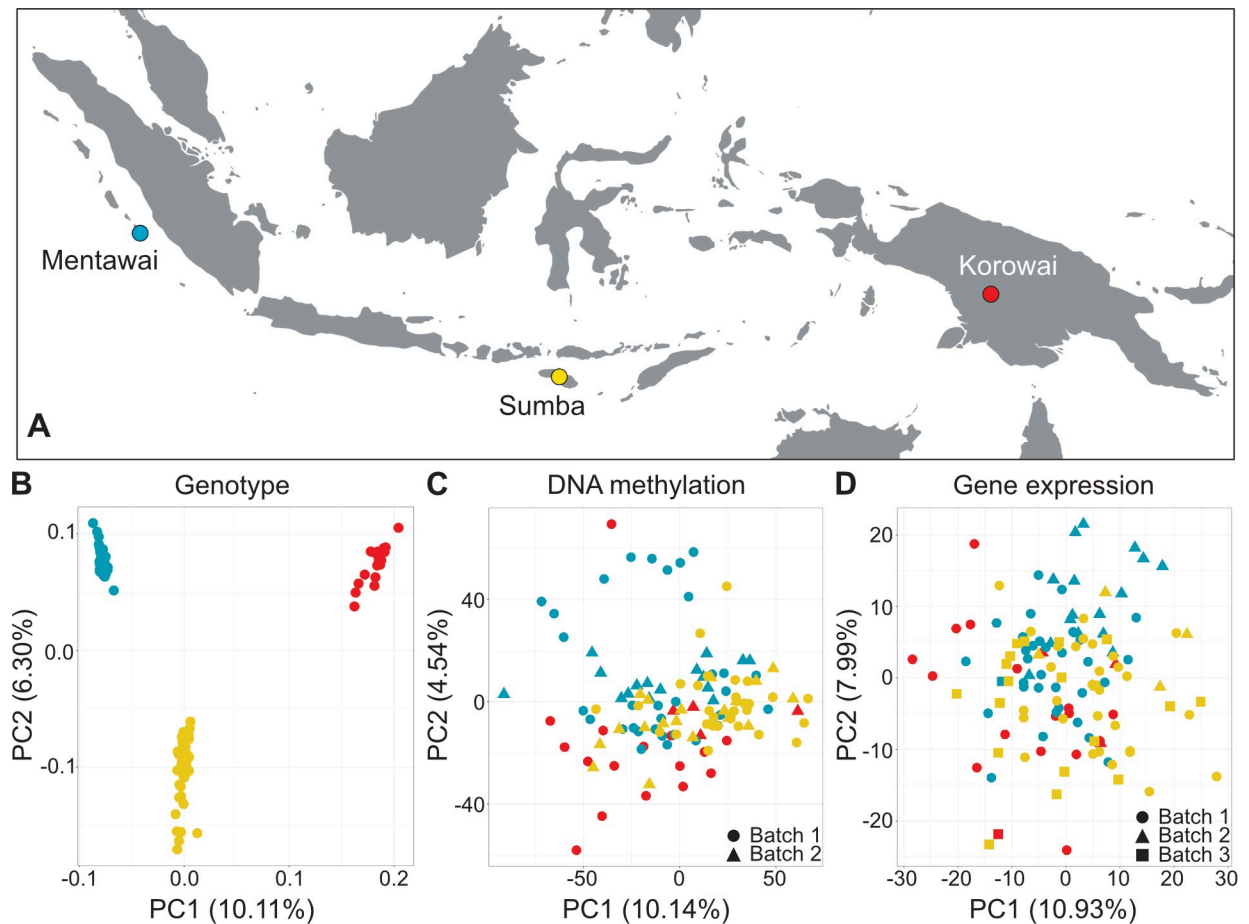 Mentawai
Korowai
Sumba
A
B
Genotype
0.1
0.0
-0.1
-0.1
0.0
0.1
0.2
PC2 (6.30%)
PC1 (10.11%)
C
DNA methylation
40
0
-40
-50
0
50
PC2 (4.54%)
PC1 (10.14%)
Batch 1
Batch 2
D
Gene expression
20
10
0
-10
-20
-30
-20
-10
0
10
20
30
PC2 (7.99%)
PC1 (10.93%)
Batch 1
Batch 2
Batch 3